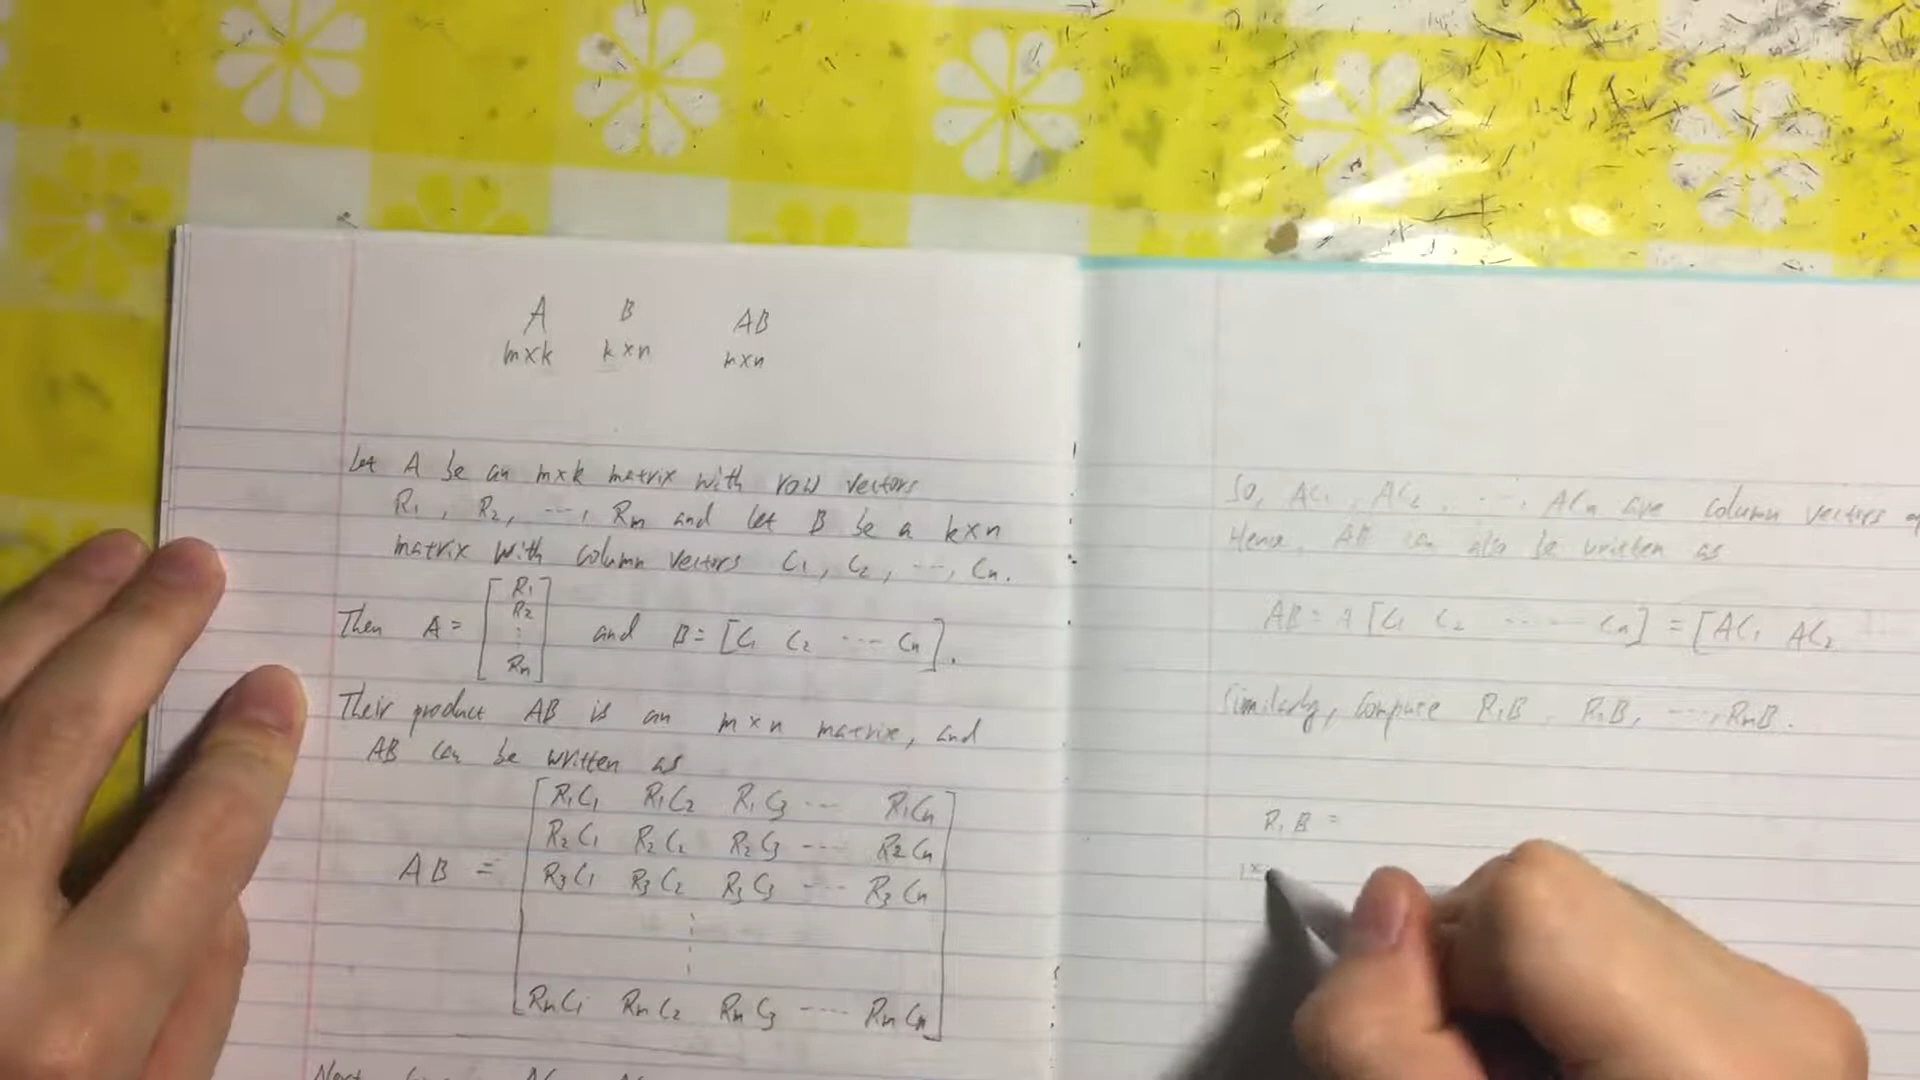 A B AB
m×k k×n m×n
Let A be an m×k matrix with row vectors
R₁, R₂, ...., Rm and let B be a k×n
matrix with column vectors C₁, C₂, ..., Cn.
Then A = [R₁ R₂ ⋮ Rm] and B = [C₁ C₂ .... Cn].
Their product AB is an m×n matrix, and
AB can be written as
AB =
R₁C₁ R₁C₂ R₁C₃ ... R₁Cn
R₂C₁ R₂C₂ R₂C₃ ... R₂Cn
R₃C₁ R₃C₂ R₃C₃ .... R₃Cn
⋮
RmC₁ RmC₂ RmC₃ .... RmCn
So, AC₁, AC₂, ...., ACn are column vectors
Hence, AB can also be written as
AB = A [C₁ C₂ .... Cn] = [AC₁ AC₂
Similarly, compute R₁B, R₂B, ...., RmB.
R₁B =
1×